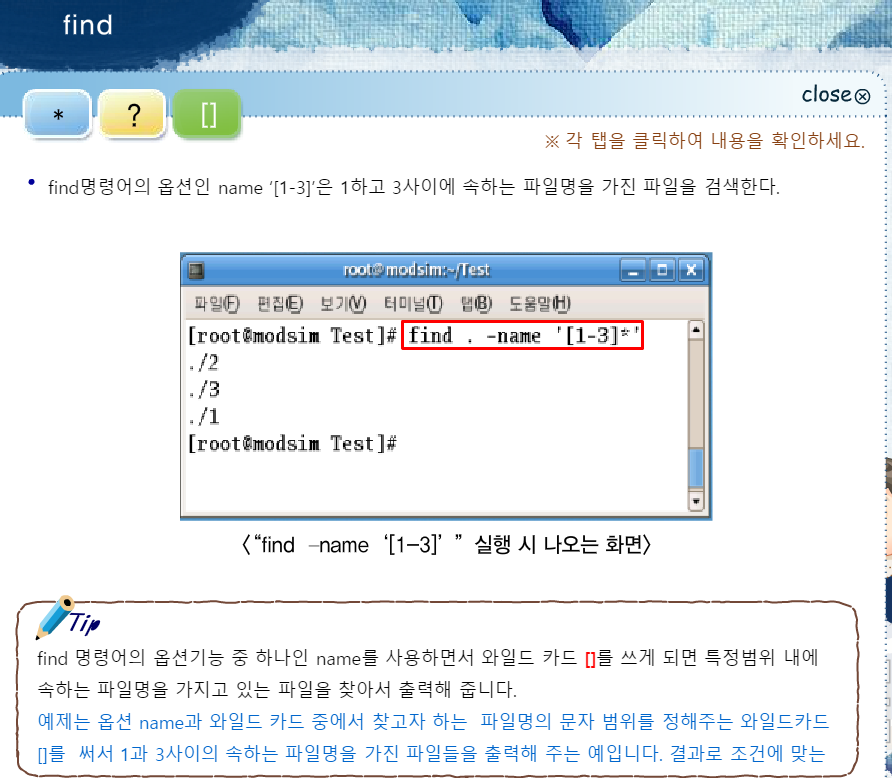 find
close⊗
* ? []
※ 각 탭을 클릭하여 내용을 확인하세요.
• find명령어의 옵션인 name ‘[1-3]’은 1하고 3사이에 속하는 파일명을 가진 파일을 검색한다.
root@modsim:~/Test
파일(F) 편집(E) 보기(V) 터미널(T) 탭(B) 도움말(H)
[root@modsim Test]# find . -name '[1-3]*'
./2
./3
./1
[root@modsim Test]#
〈“find –name ‘[1–3]’ ” 실행 시 나오는 화면〉
Tip
find 명령어의 옵션기능 중 하나인 name를 사용하면서 와일드 카드 []를 쓰게 되면 특정범위 내에
속하는 파일명을 가지고 있는 파일을 찾아서 출력해 줍니다.
예제는 옵션 name과 와일드 카드 중에서 찾고자 하는 파일명의 문자 범위를 정해주는 와일드카드
[]를 써서 1과 3사이의 속하는 파일명을 가진 파일들을 출력해 주는 예입니다. 결과로 조건에 맞는